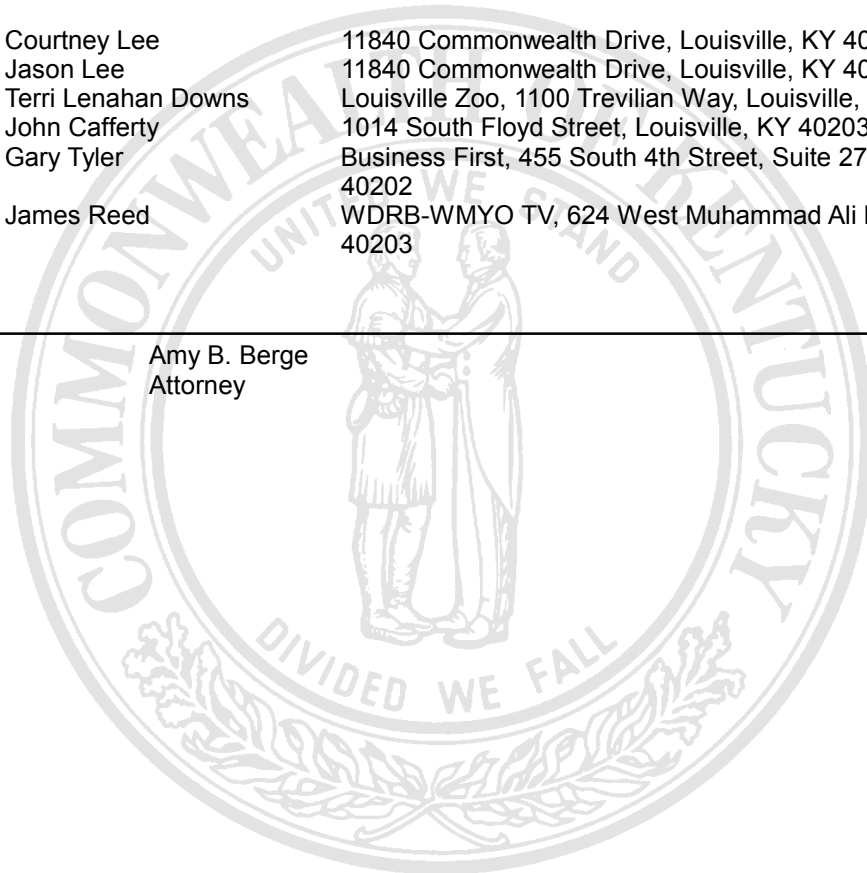 Courtney Lee 11840 Commonwealth Drive, Louisville, KY
Jason Lee 11840 Commonwealth Drive, Louisville, KY
Terri Lenahan Downs Louisville Zoo, 1100 Trevilian Way, Louisville,
John Cafferty 1014 South Floyd Street, Louisville, KY 40203
Gary Tyler Business First, 455 South 4th Street, Suite
40202
James Reed WDRB-WMYO TV, 624 West Muhammad Ali
40203
Amy B. Berge
Attorney
COMMONWEALTH OF KENTUCKY
UNITED WE STAND
DIVIDED WE FALL